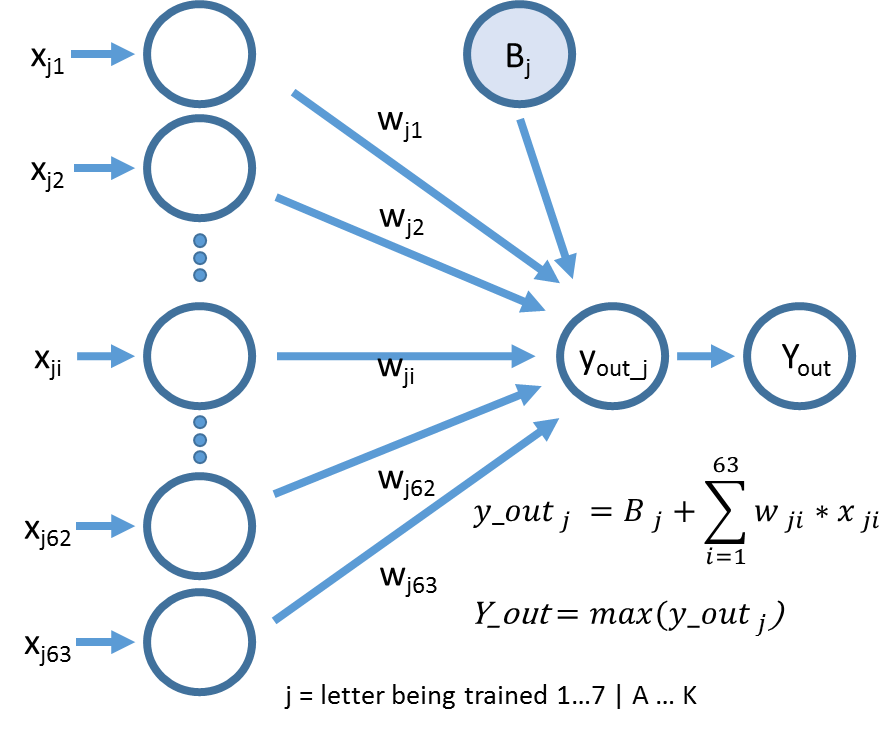 x_j1
B_j
w_j1
x_j2
w_j2
x_ji
w_ji
y_out_j
Y_out
w_j62
x_j62
y_out_j = B_j + ∑_{i=1}^{63} w_ji * x_ji
w_j63
Y_out = max(y_out_j)
x_j63
j = letter being trained 1…7 | A … K